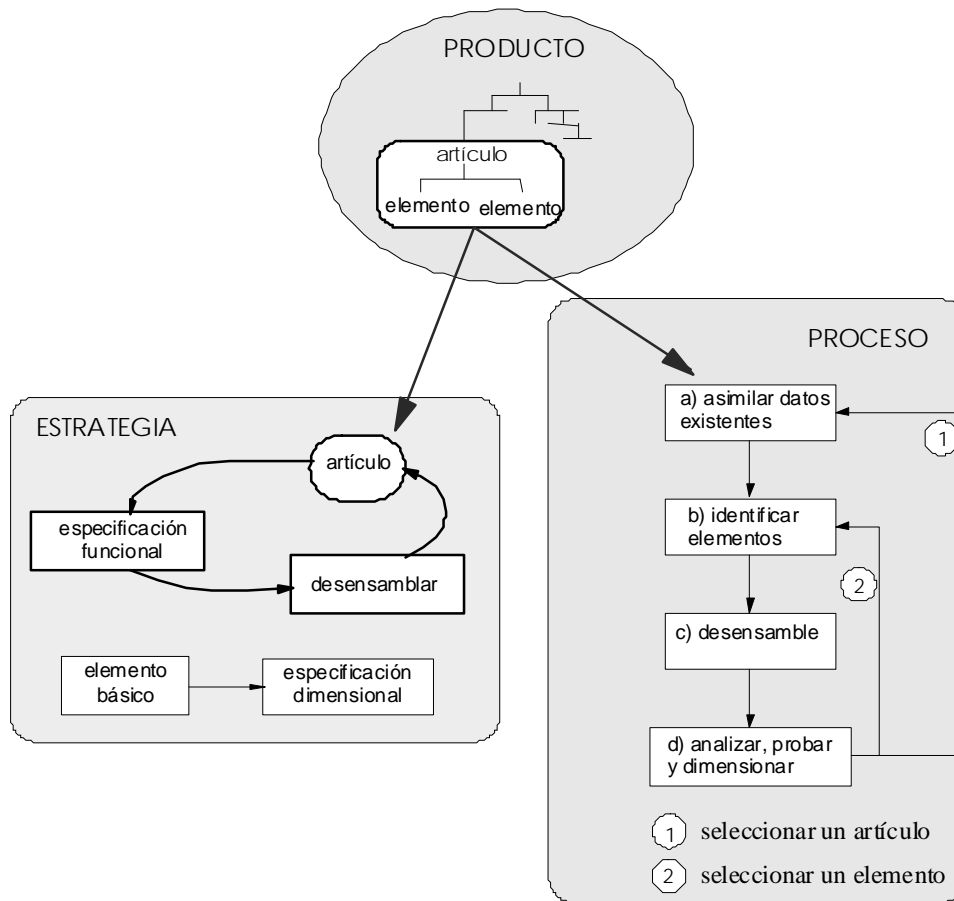 PRODUCTO
artículo
elemento elemento
ESTRATEGIA
artículo
especificación
funcional
desensamblar
elemento
básico
especificación
dimensional
PROCESO
a) asimilar datos
existentes
1
b) identificar
elementos
2
c) desensamble
d) analizar, probar
y dimensionar
1 seleccionar un artículo
2 seleccionar un elemento